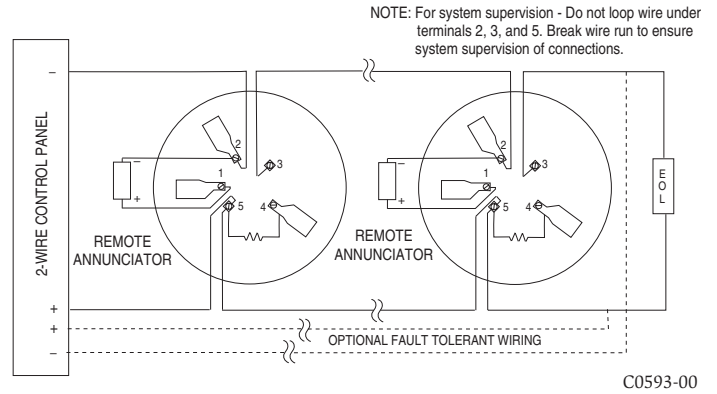 NOTE: For system supervision - Do not loop wire under
terminals 2, 3, and 5. Break wire run to ensure
system supervision of connections.
2-WIRE CONTROL PANEL
–
2
3
1
–
+
5
4
REMOTE
ANNUNCIATOR
2
3
1
–
+
5
4
REMOTE
ANNUNCIATOR
E
O
L
+
+
–
OPTIONAL FAULT TOLERANT WIRING
C0593-00